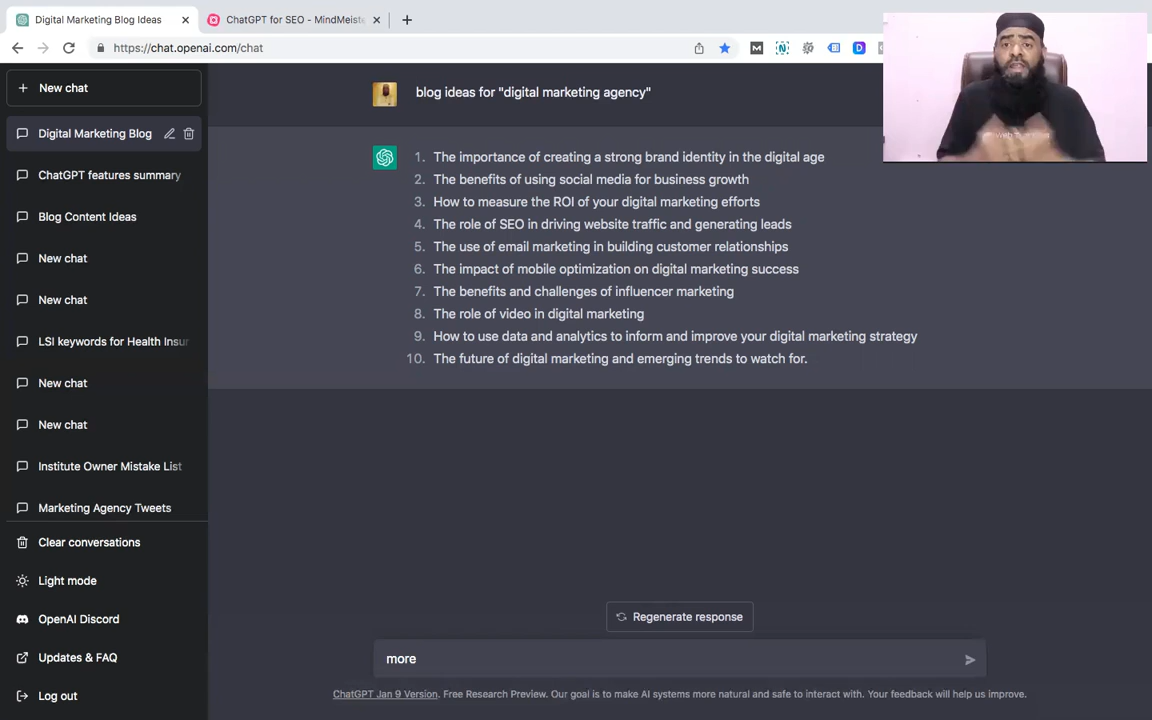 Digital Marketing Blog Ideas
ChatGPT for SEO - MindMeist
https://chat.openai.com/chat
New chat
Digital Marketing Blog
ChatGPT features summary
Blog Content Ideas
New chat
New chat
LSI keywords for Health Insur
New chat
New chat
Institute Owner Mistake List
Marketing Agency Tweets
Clear conversations
Light mode
OpenAI Discord
Updates & FAQ
Log out
blog ideas for "digital marketing agency"
1. The importance of creating a strong brand identity in the digital age
2. The benefits of using social media for business growth
3. How to measure the ROI of your digital marketing efforts
4. The role of SEO in driving website traffic and generating leads
5. The use of email marketing in building customer relationships
6. The impact of mobile optimization on digital marketing success
7. The benefits and challenges of influencer marketing
8. The role of video in digital marketing
9. How to use data and analytics to inform and improve your digital marketing strategy
10. The future of digital marketing and emerging trends to watch for.
Regenerate response
more
ChatGPT Jan 9 Version. Free Research Preview. Our goal is to make AI systems more natural and safe to interact with. Your feedback will help us improve.